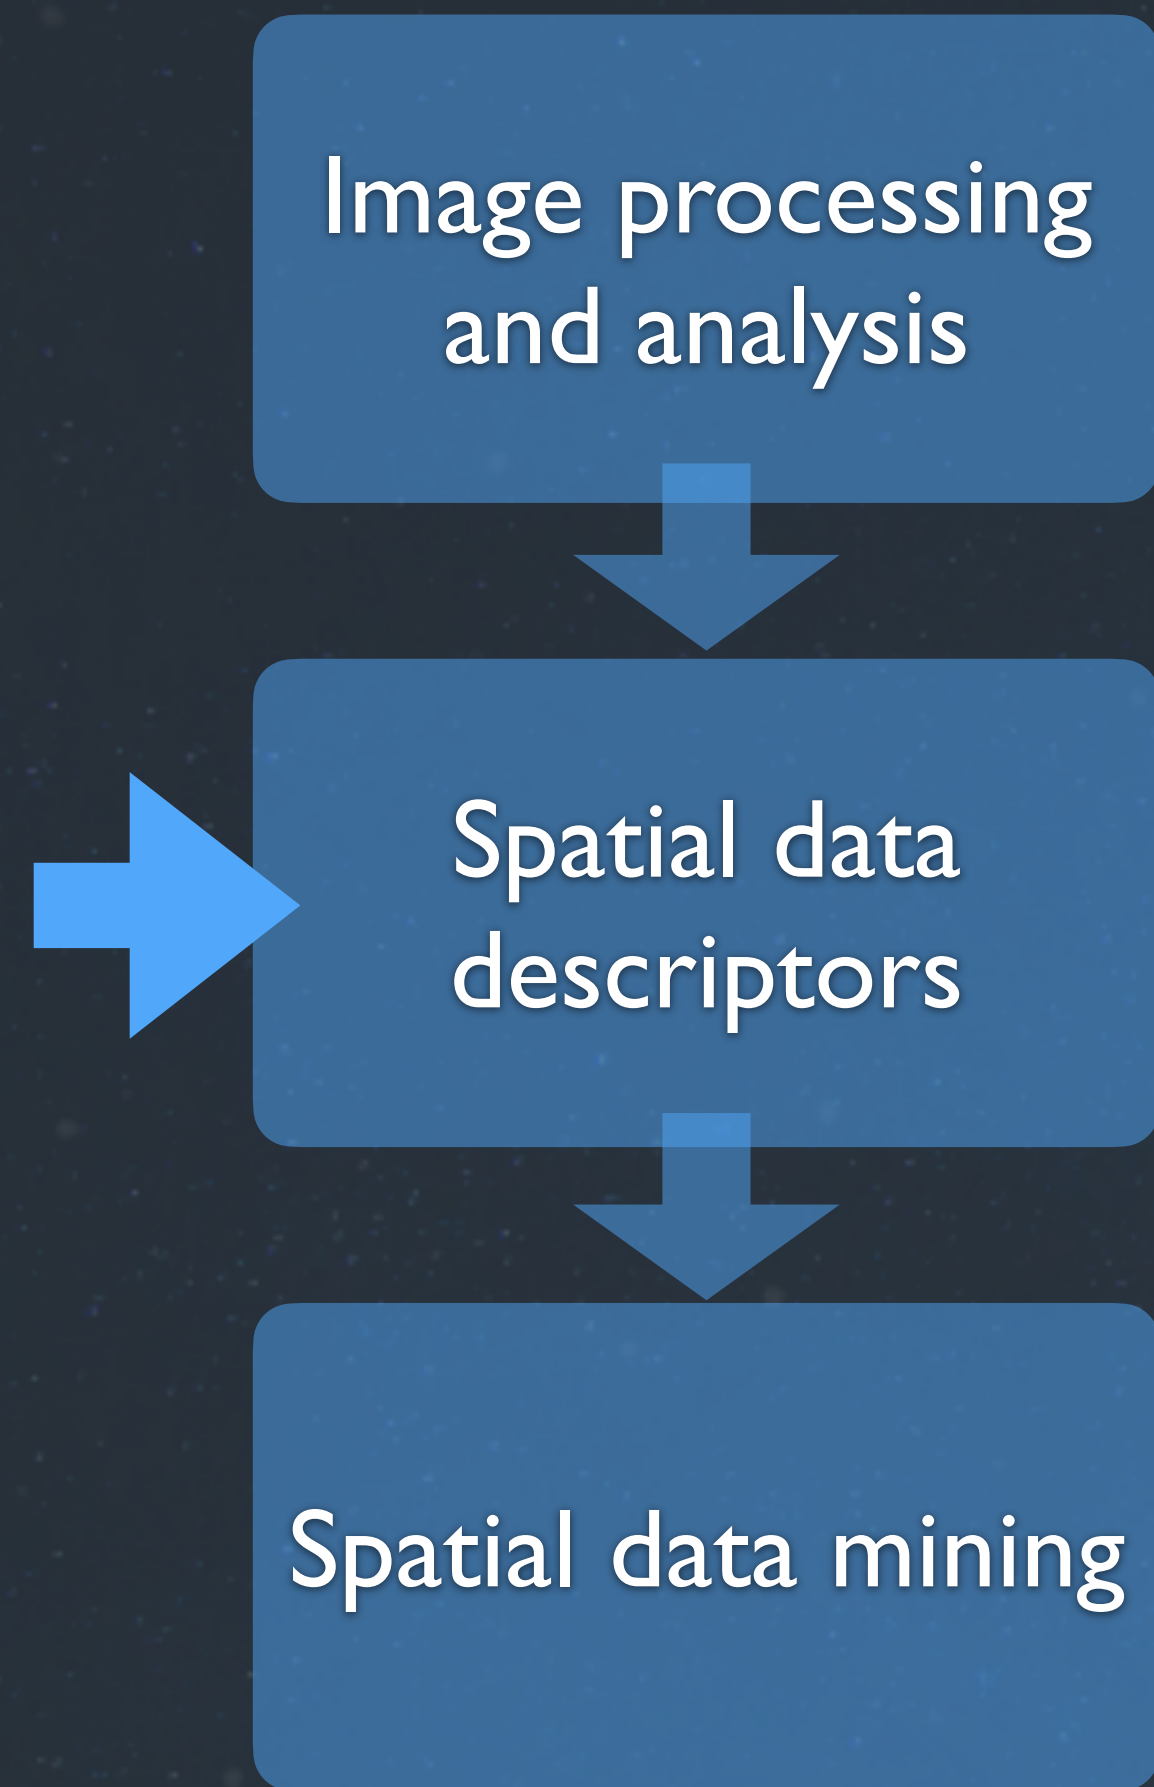 Image processing
and analysis
Spatial data
descriptors
Spatial data mining